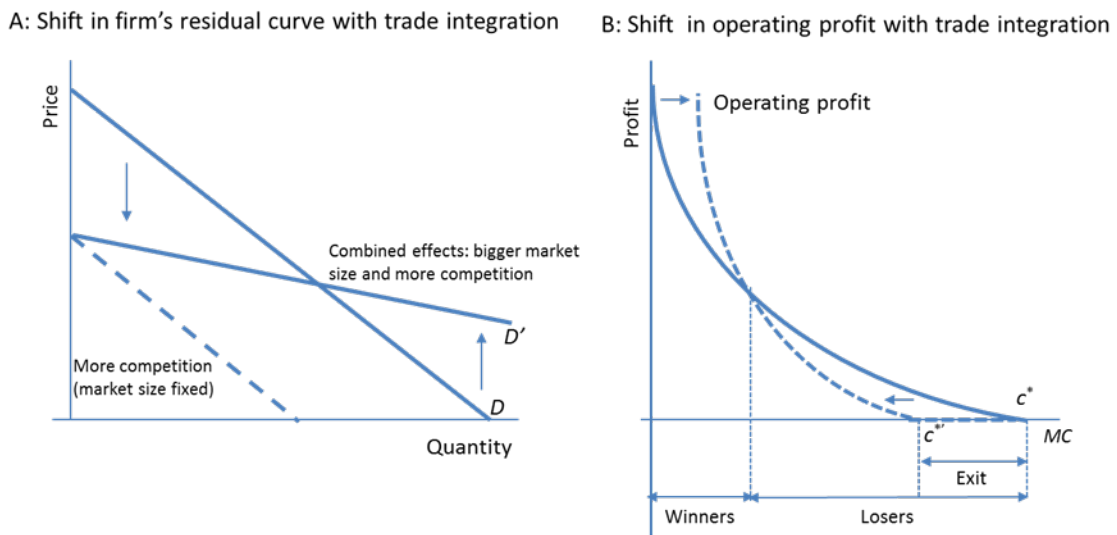 A: Shift in firm's residual curve with trade integration
Price
Combined effects: bigger market
size and more competition
D'
More competition
(market size fixed)
D
Quantity
B: Shift in operating profit with trade integration
Profit
Operating profit
c*
c*'
MC
Exit
Winners
Losers